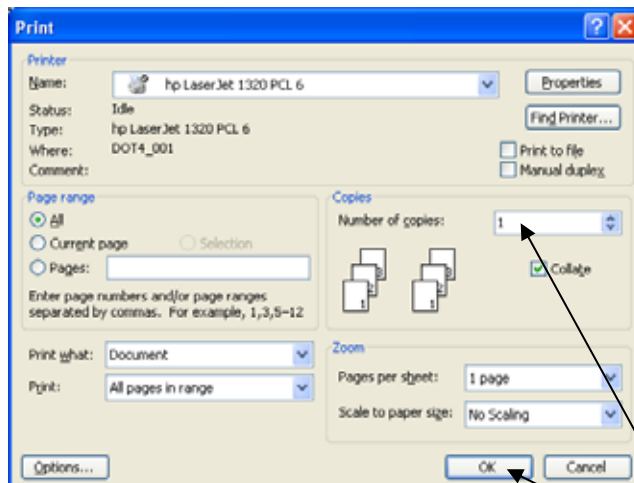 Print
Printer
Name: hp LaserJet 1320 PCL 6 Properties
Status: Idle
Type: hp LaserJet 1320 PCL 6 Find Printer...
Where: DOT4_001
Comment:
Print to file
Manual duplex
Page range
All
Current page Selection
Pages:
Enter page numbers and/or page ranges
separated by commas. For example, 1,3,5-12
Copies
Number of copies: 1
Collate
1
2
1
2
Print what: Document
Print: All pages in range
Zoom
Pages per sheet: 1 page
Scale to paper size: No Scaling
Options... OK Cancel